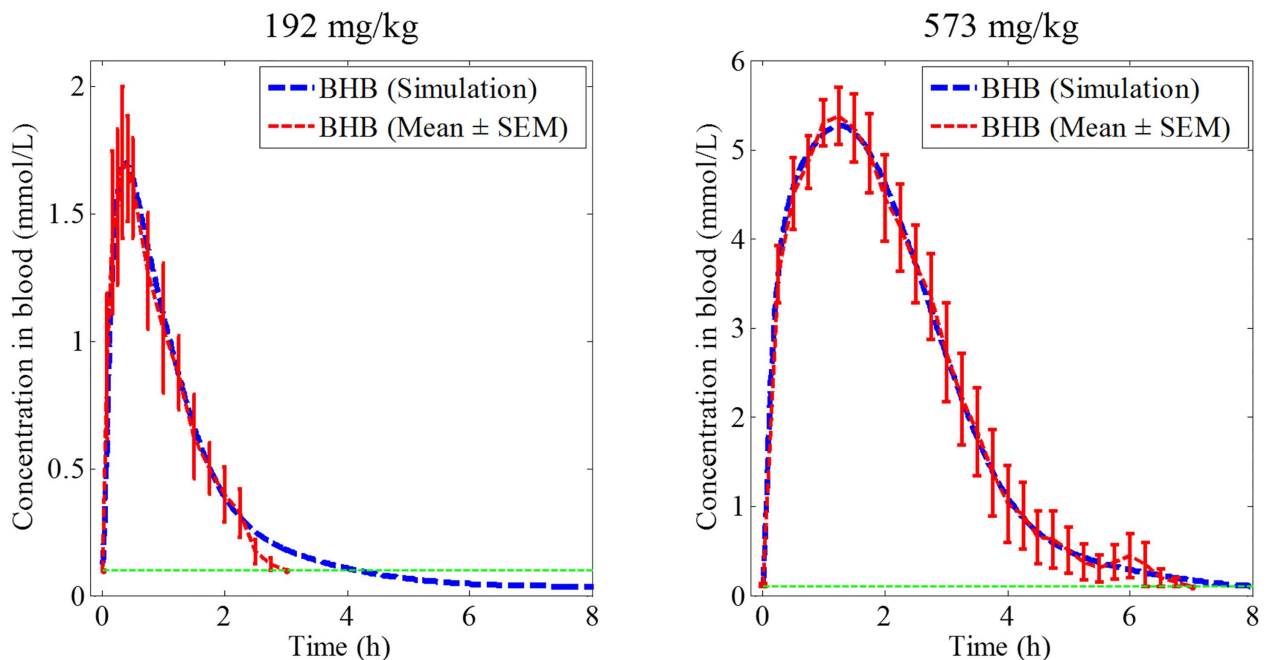 192 mg/kg
Concentration in blood (mmol/L)
2
1.5
1
0.5
0
BHB (Simulation)
BHB (Mean ± SEM)
0
2
4
6
8
Time (h)
573 mg/kg
Concentration in blood (mmol/L)
6
5
4
3
2
1
0
BHB (Simulation)
BHB (Mean ± SEM)
0
2
4
6
8
Time (h)